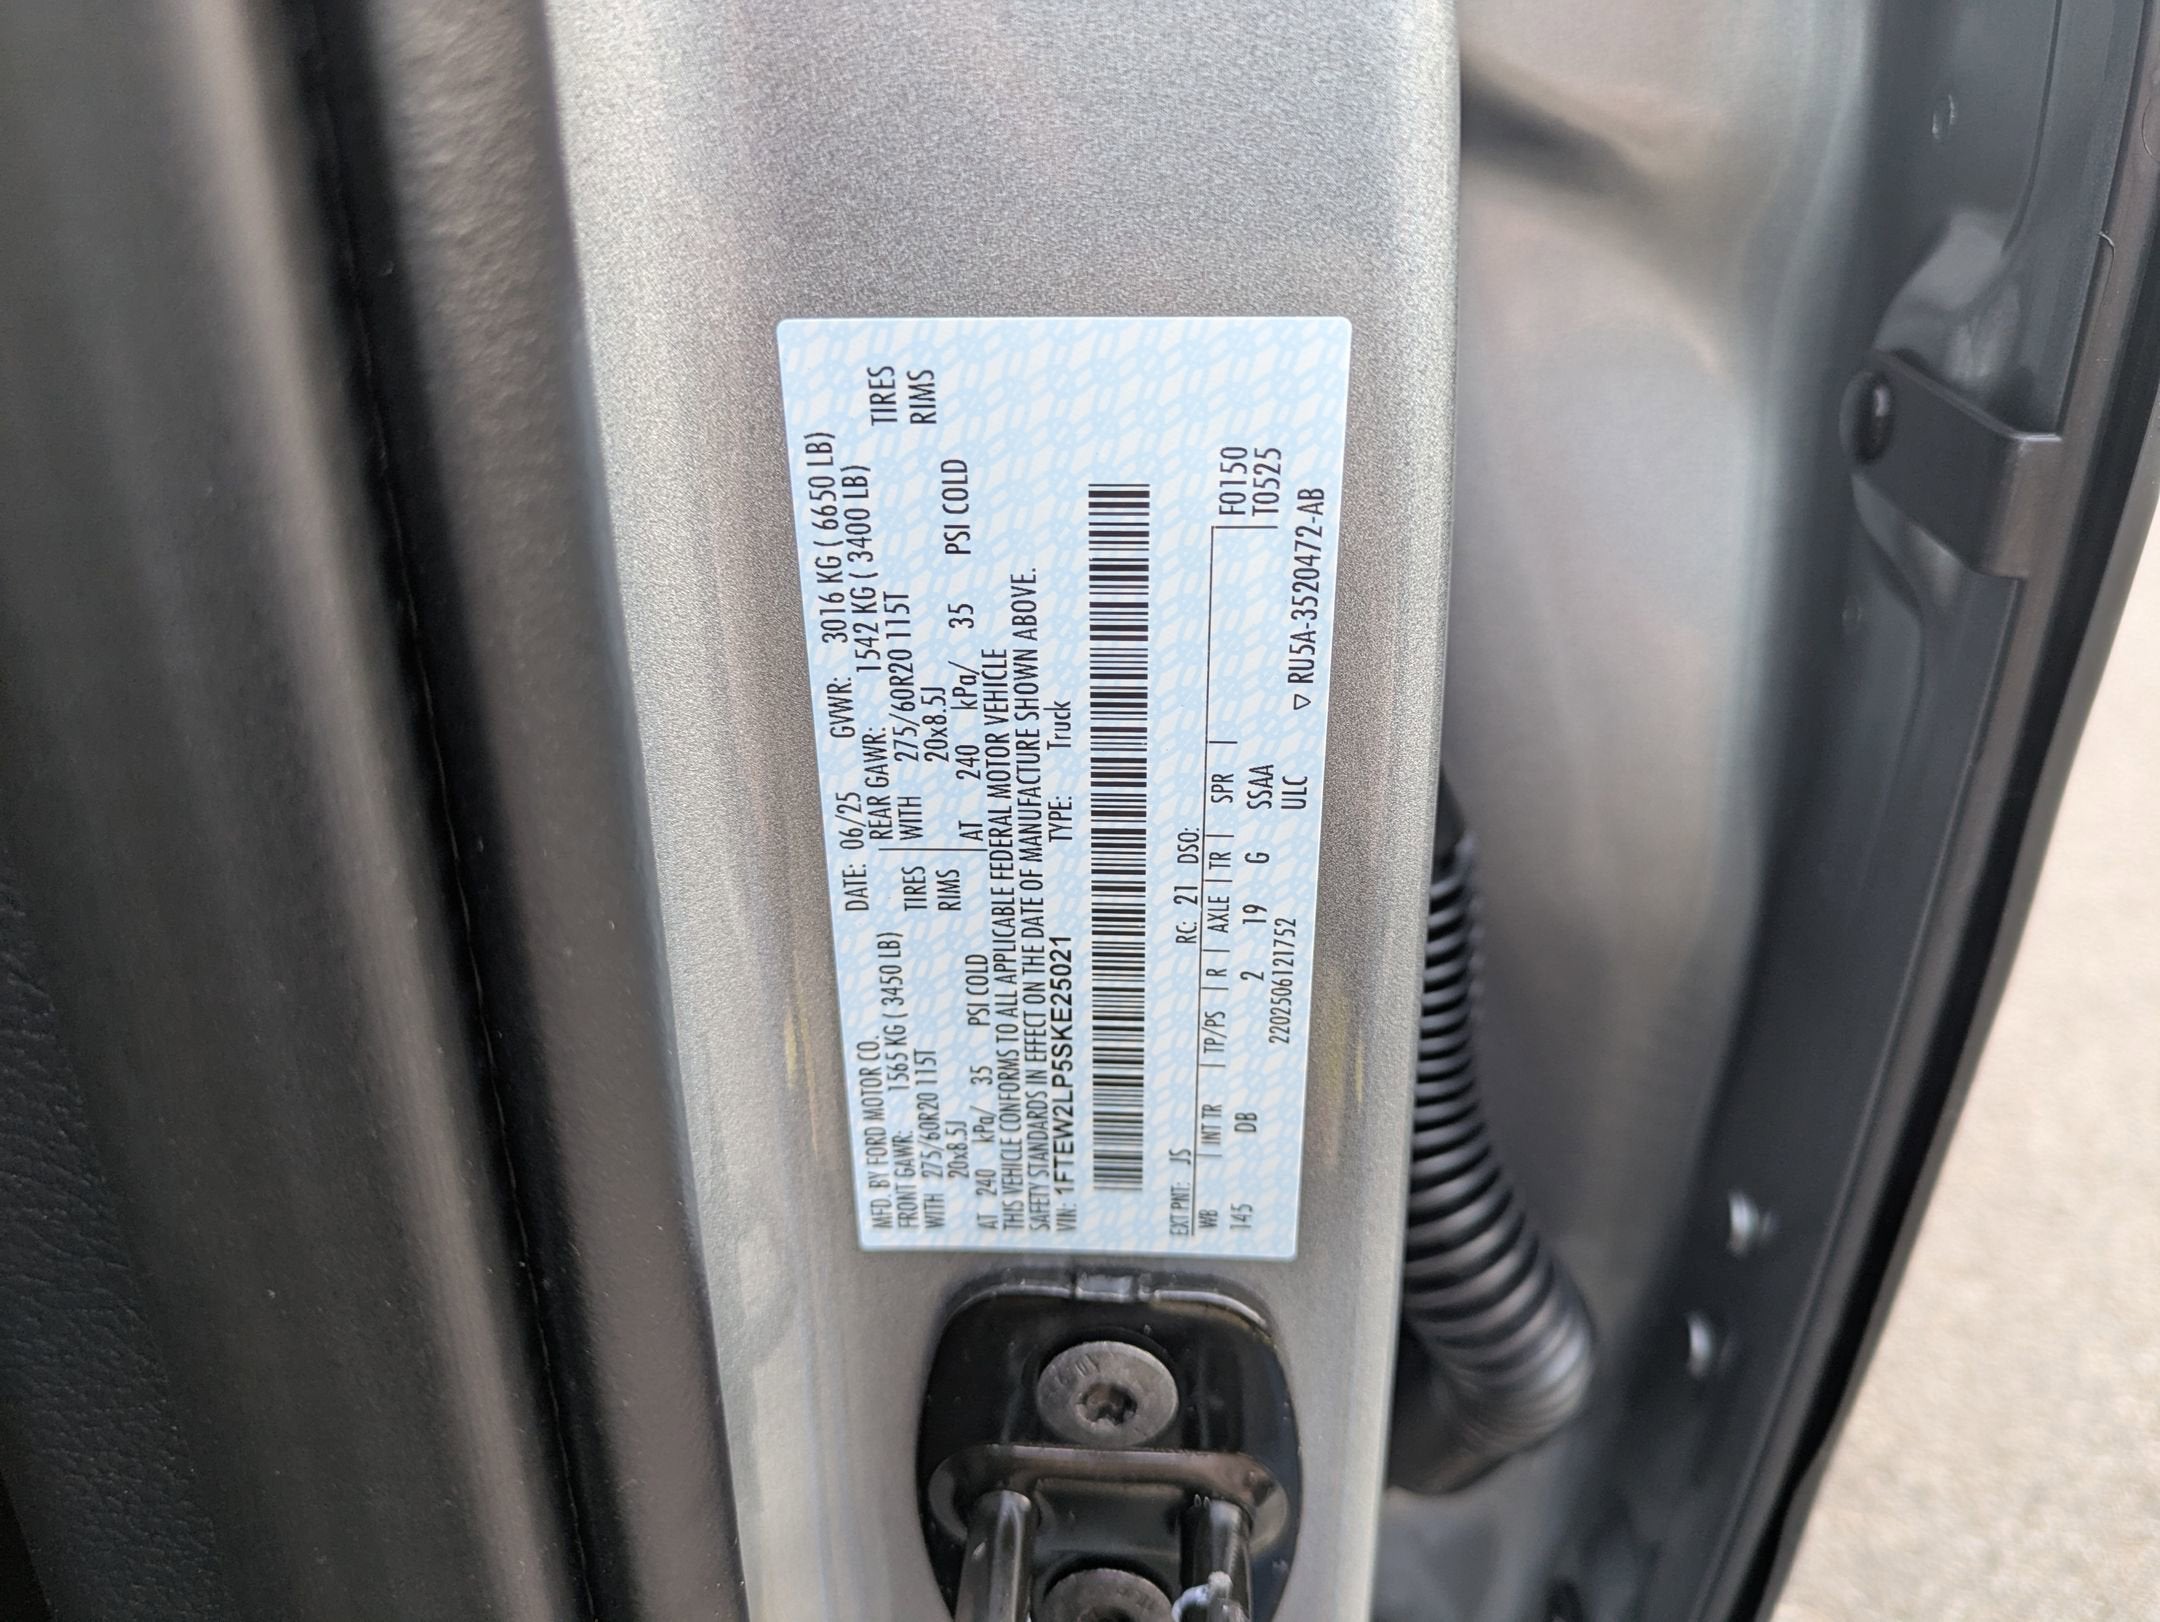 MFD. BY FORD MOTOR CO. DATE: 06/25 GVWR: 3016 KG ( 6650 LB)
FRONT GAWR: 1565 KG ( 3450 LB) REAR GAWR: 1542 KG ( 3400 LB)
WITH 275/60R20 115T TIRES WITH 275/60R20 115T TIRES
20x8.5J RIMS 20x8.5J RIMS
AT 240 kPa/ 35 PSI COLD AT 240 kPa/ 35 PSI COLD
THIS VEHICLE CONFORMS TO ALL APPLICABLE FEDERAL MOTOR VEHICLE
SAFETY STANDARDS IN EFFECT ON THE DATE OF MANUFACTURE SHOWN ABOVE.
VIN: 1FTEW2LP5SKE25021 TYPE: Truck
EXT PNT: JS RC: 21 DSO:
WB | INT TR | TP/PS | R | AXLE | TR | SPR | F0150
145 DB 2 19 G SSAA T0525
2202506121752 ULC ▽ RU5A-3520472-AB